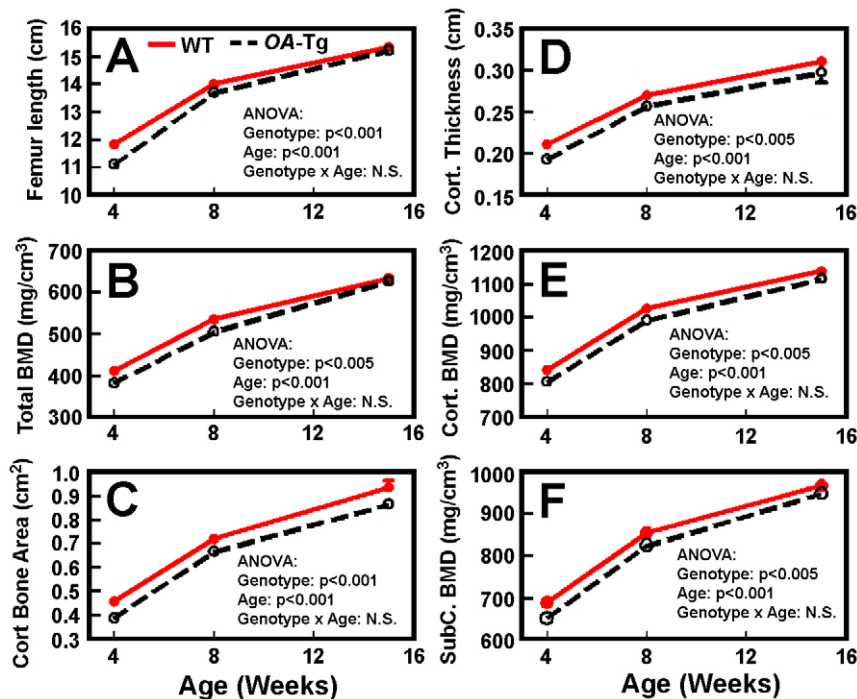 A
WT
OA-Tg
Femur length (cm)
16
15
14
13
12
11
10
ANOVA:
Genotype: p<0.001
Age: p<0.001
Genotype x Age: N.S.
4 8 12 16
D
Cort. Thickness (cm)
0.35
0.30
0.25
0.20
0.15
ANOVA:
Genotype: p<0.005
Age: p<0.001
Genotype x Age: N.S.
4 8 12 16
B
Total BMD (mg/cm³)
700
600
500
400
300
ANOVA:
Genotype: p<0.005
Age: p<0.001
Genotype x Age: N.S.
4 8 12 16
E
Cort. BMD (mg/cm³)
1200
1100
1000
900
800
700
ANOVA:
Genotype: p<0.005
Age: p<0.001
Genotype x Age: N.S.
4 8 12 16
C
Cort Bone Area (cm²)
1.0
0.9
0.8
0.7
0.6
0.5
0.4
0.3
ANOVA:
Genotype: p<0.001
Age: p<0.001
Genotype x Age: N.S.
4 8 12 16
Age (Weeks)
F
SubC. BMD (mg/cm³)
1000
900
800
700
600
ANOVA:
Genotype: p<0.005
Age: p<0.001
Genotype x Age: N.S.
4 8 12 16
Age (Weeks)